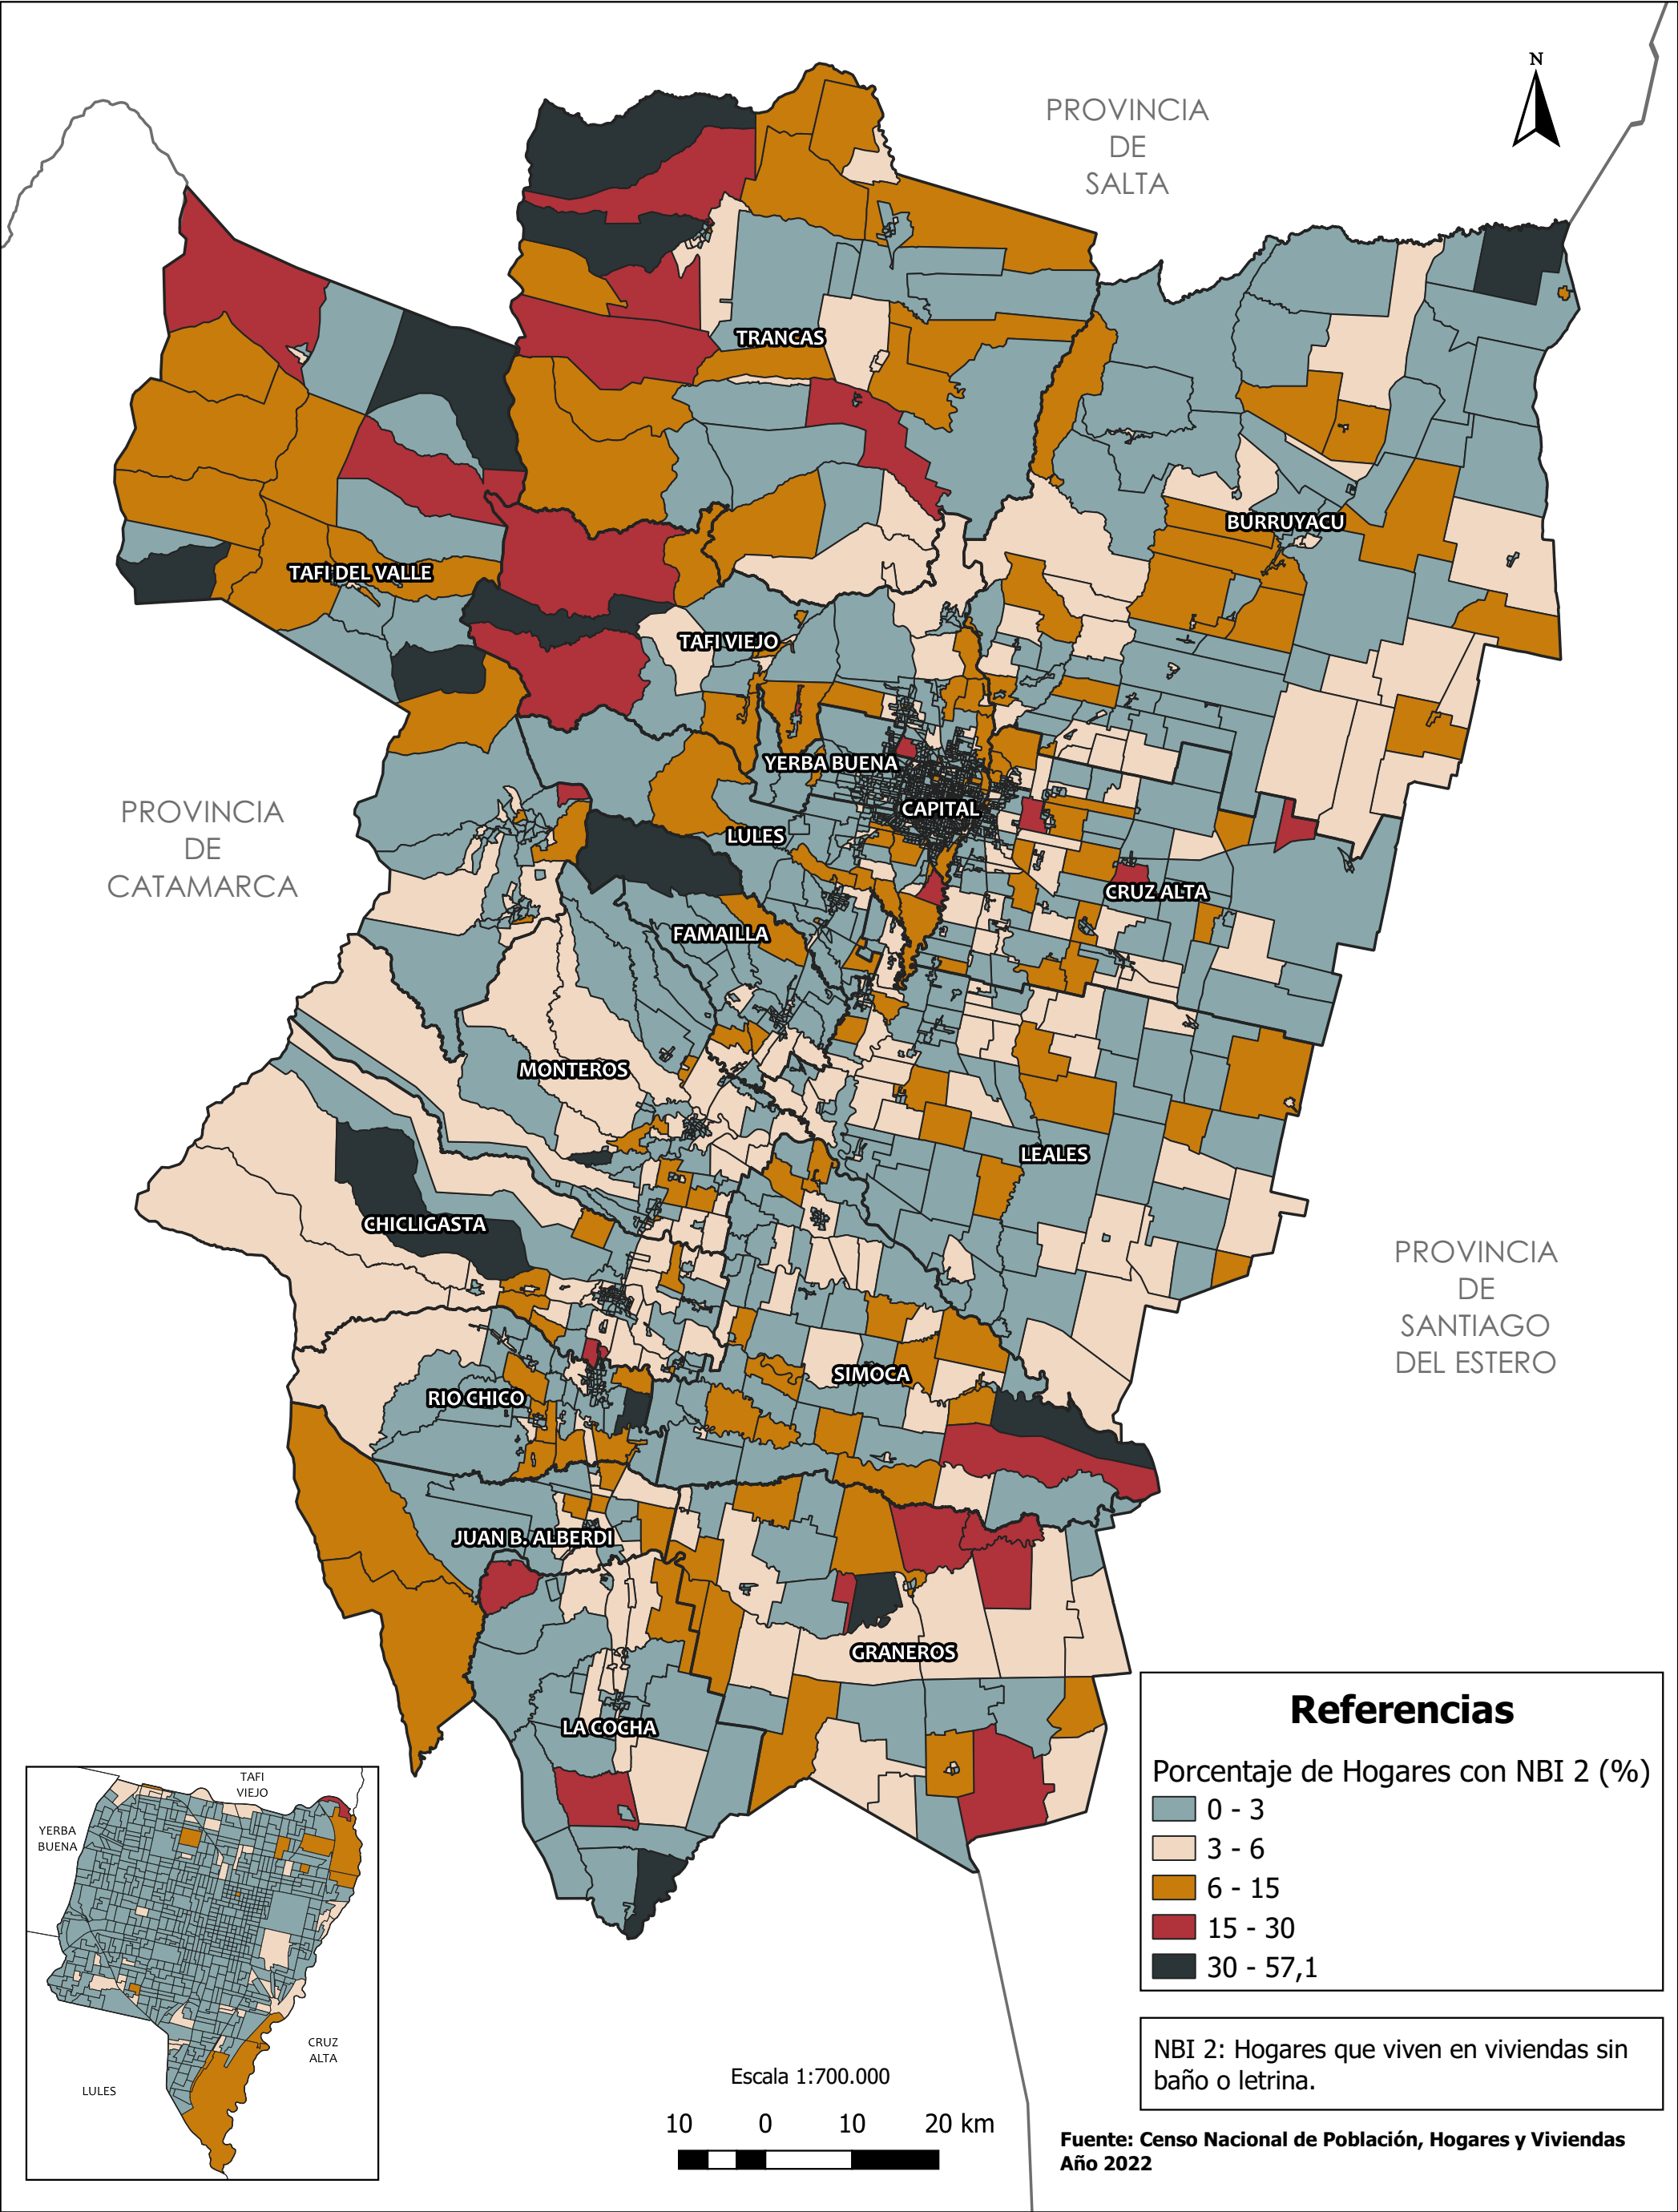 N
PROVINCIA
DE
SALTA
TRANCAS
BURRUYACU
TAFI DEL VALLE
TAFI VIEJO
YERBA BUENA
CAPITAL
PROVINCIA
DE
CATAMARCA
LULES
CRUZ ALTA
FAMAILLA
MONTEROS
LEALES
CHICLIGASTA
PROVINCIA
DE
SANTIAGO
DEL ESTERO
SIMOCA
RIO CHICO
JUAN B. ALBERDI
GRANEROS
LA COCHA
Referencias
Porcentaje de Hogares con NBI 2 (%)
0 - 3
3 - 6
6 - 15
15 - 30
30 - 57,1
NBI 2: Hogares que viven en viviendas sin
baño o letrina.
TAFI
VIEJO
YERBA
BUENA
CRUZ
ALTA
LULES
Escala 1:700.000
10 0 10 20 km
Fuente: Censo Nacional de Población, Hogares y Viviendas
Año 2022